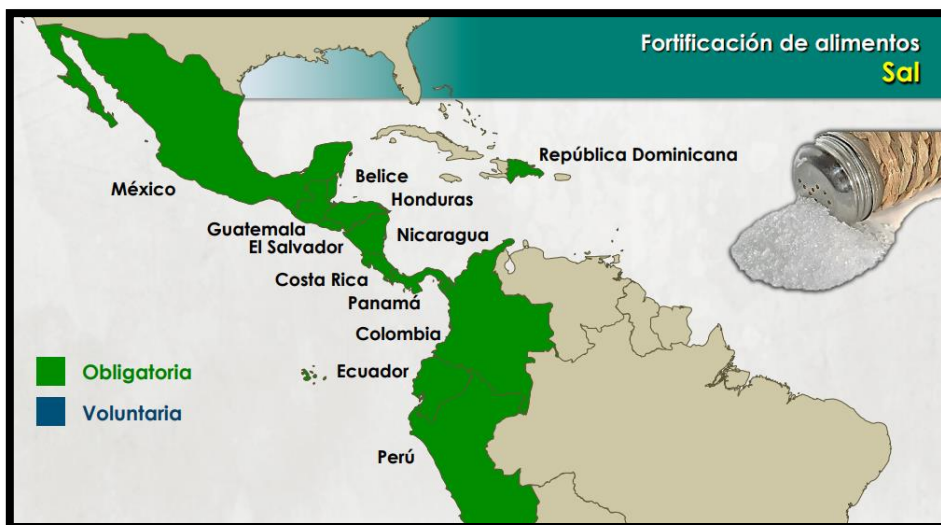 Fortificación de alimentos
Sal
República Dominicana
México
Belice
Honduras
Guatemala
El Salvador
Nicaragua
Costa Rica
Panamá
Colombia
Ecuador
Perú
Obligatoria
Voluntaria